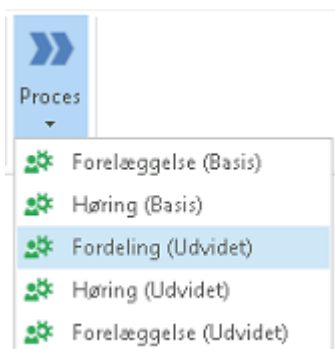 Proces
Forelæggelse (Basis)
Høring (Basis)
Fordeling (Udvidet)
Høring (Udvidet)
Forelæggelse (Udvidet)